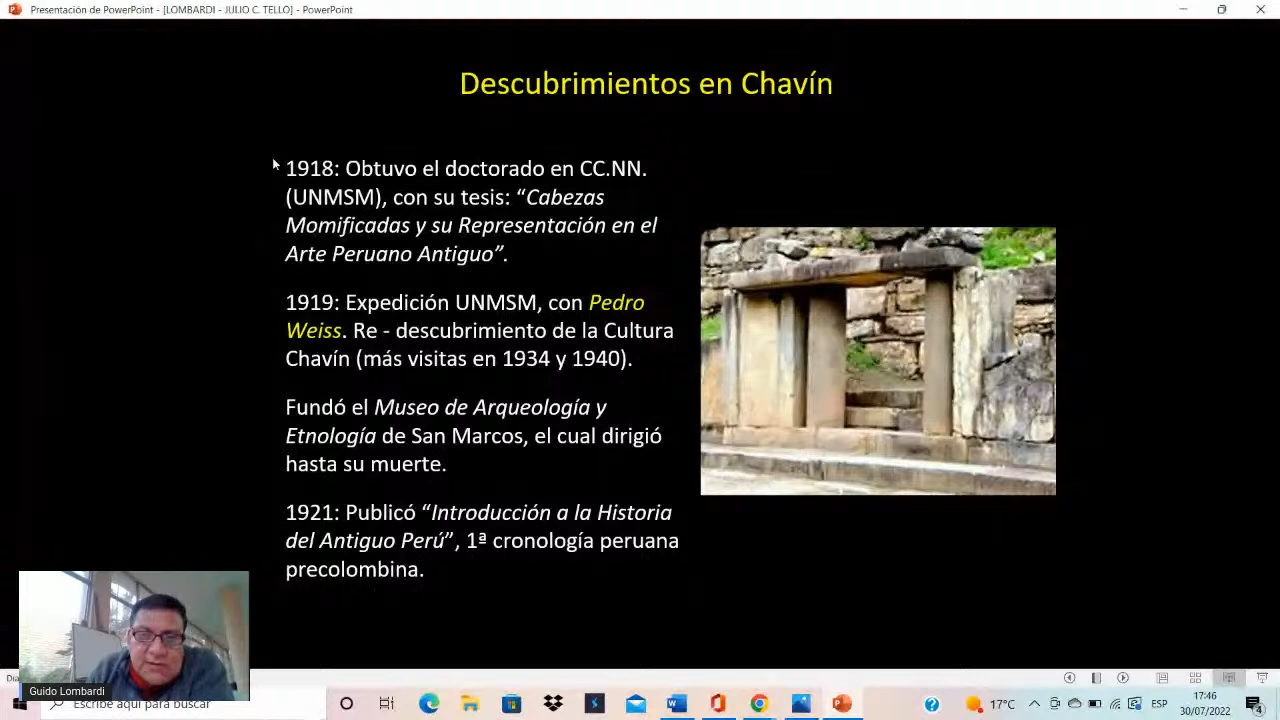 Presentación de PowerPoint - [LOMBARDI - JULIO C. TELLO] - PowerPoint
Descubrimientos en Chavín
1918: Obtuvo el doctorado en CC.NN.
(UNMSM), con su tesis: “Cabezas
Momificadas y su Representación en el
Arte Peruano Antiguo”.
1919: Expedición UNMSM, con Pedro
Weiss. Re - descubrimiento de la Cultura
Chavín (más visitas en 1934 y 1940).
Fundó el Museo de Arqueología y
Etnología de San Marcos, el cual dirigió
hasta su muerte.
1921: Publicó “Introducción a la Historia
del Antiguo Perú”, 1ª cronología peruana
precolombina.
Guido Lombardi
Escribe aquí para buscar
17°C
ESP
17:46
30/07/2022
4